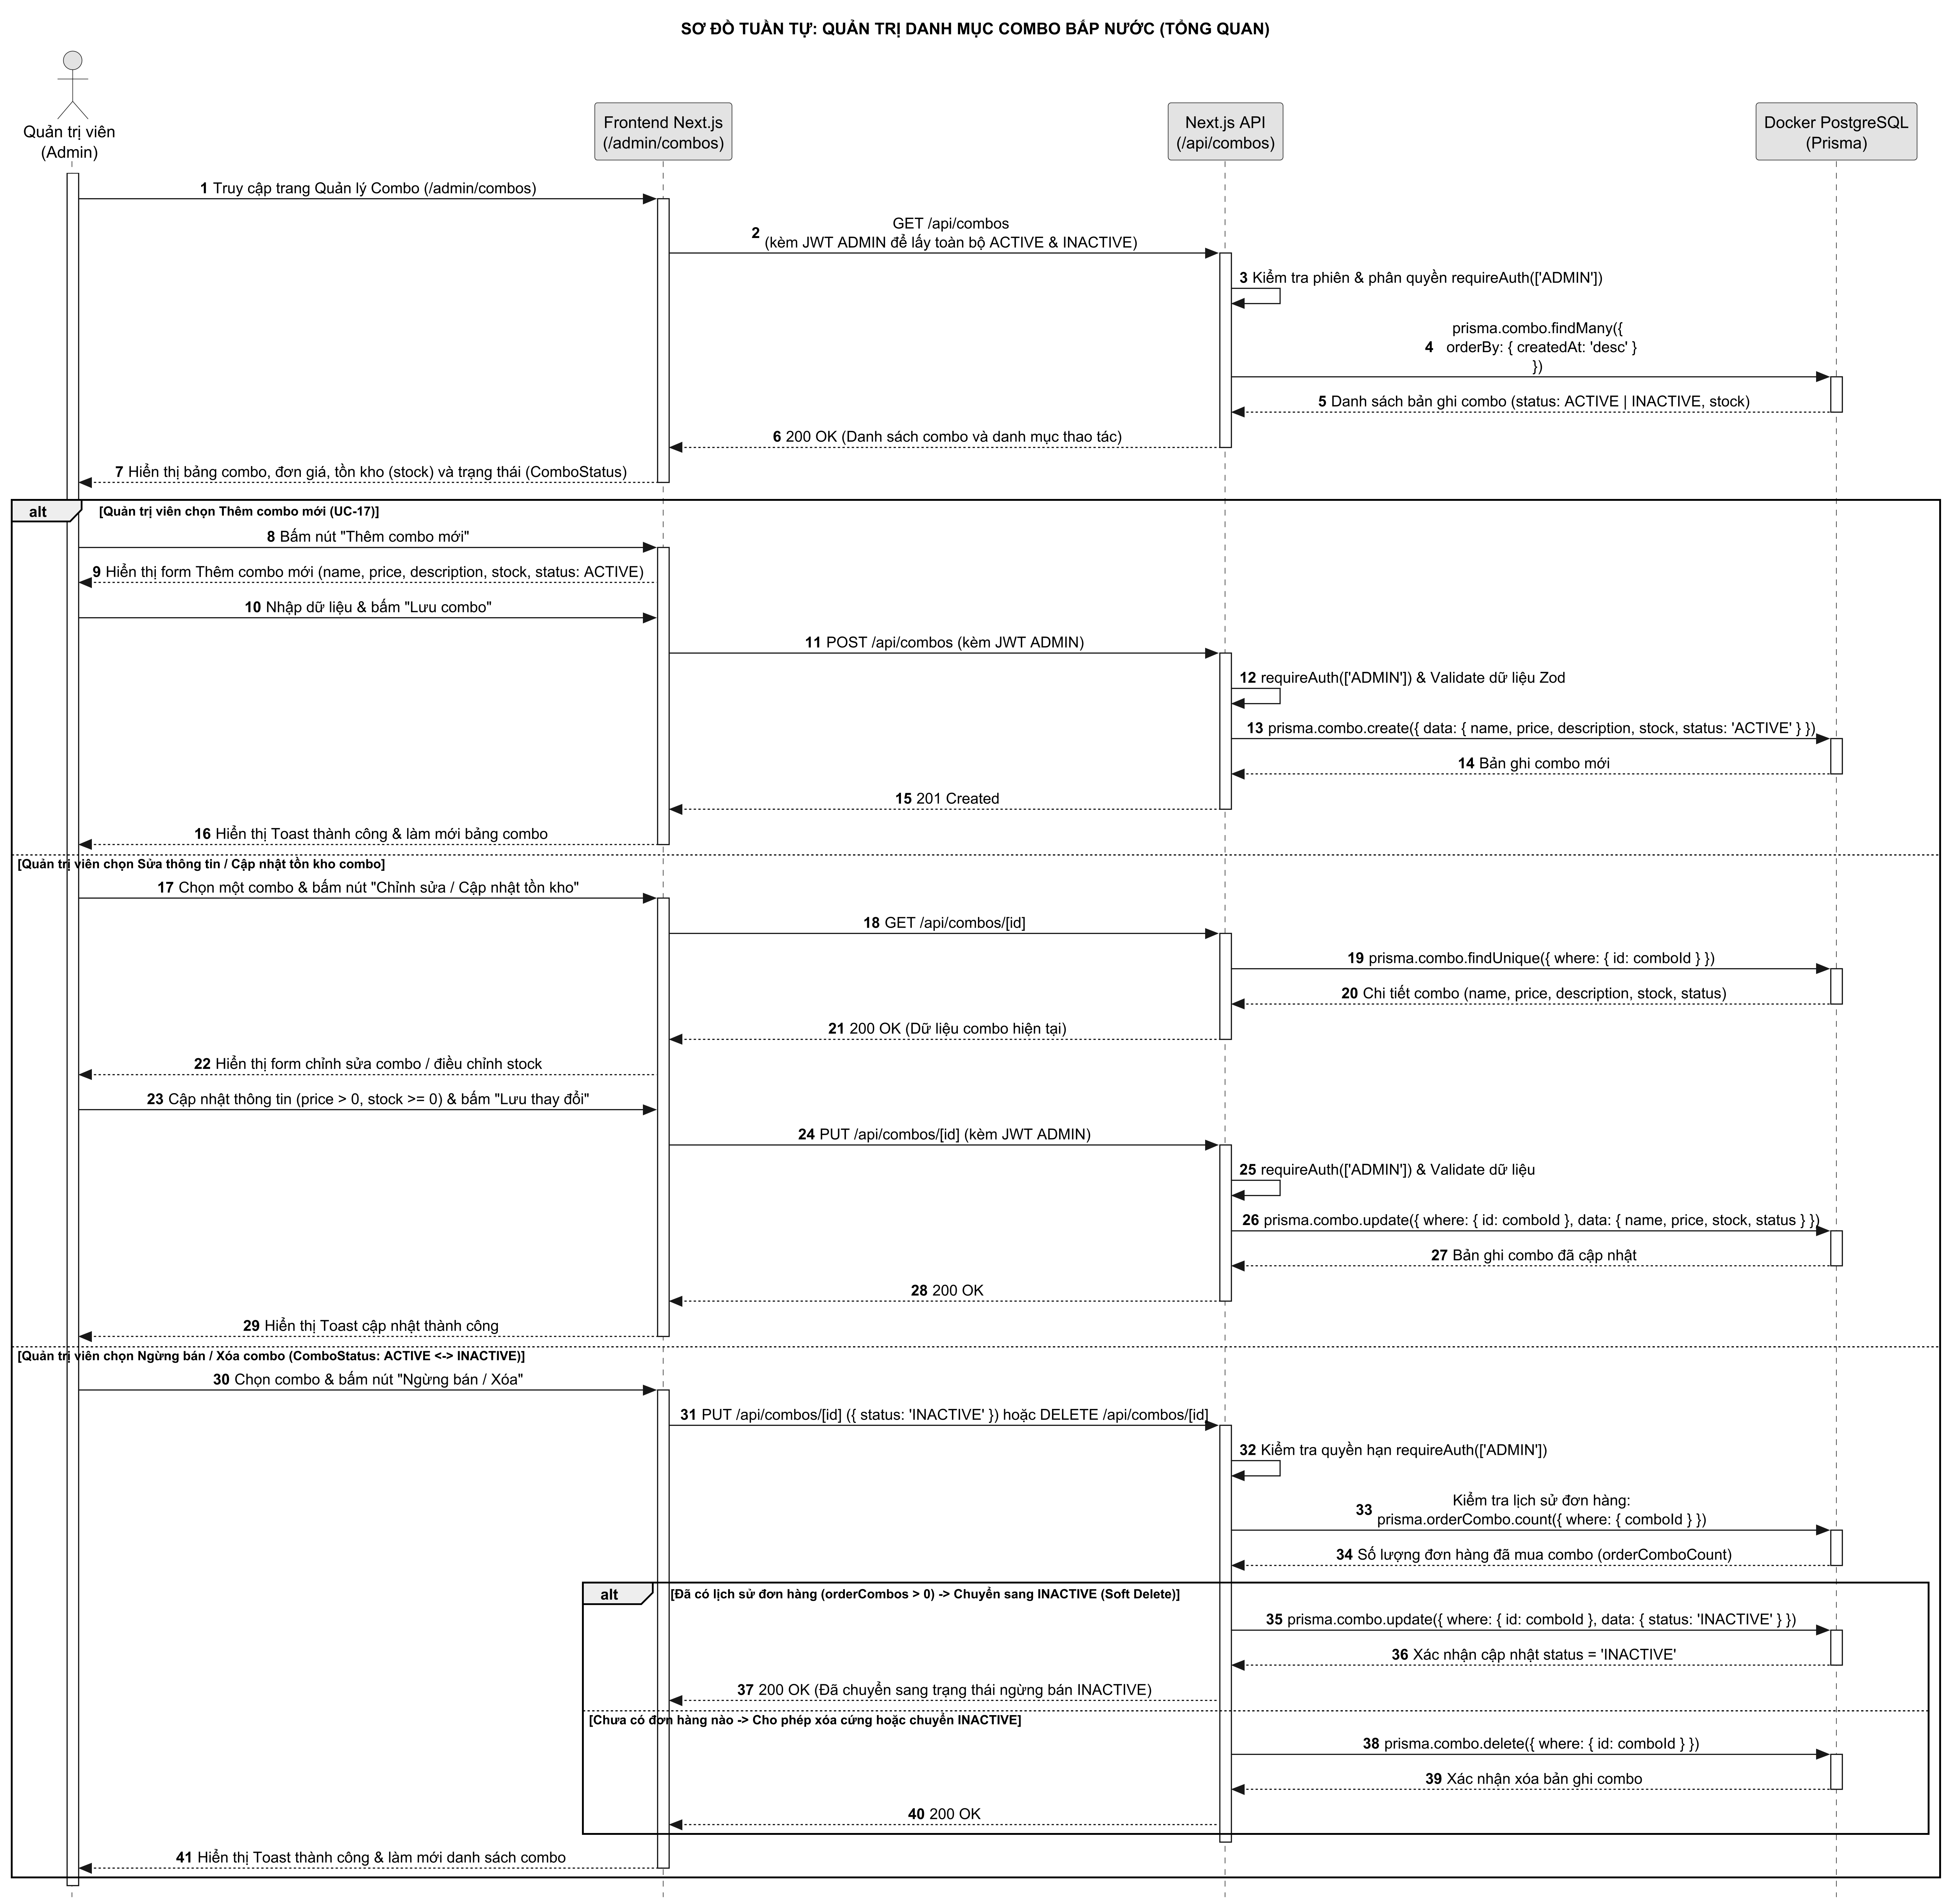 SƠ ĐỒ TUẦN TỰ: QUẢN TRỊ DANH MỤC COMBO BẮP NƯỚC (TỔNG QUAN)
Quản trị viên
(Admin)
Frontend Next.js
(/admin/combos)
Next.js API
(/api/combos)
Docker PostgreSQL
(Prisma)
1 Truy cập trang Quản lý Combo (/admin/combos)
2 GET /api/combos
(kèm JWT ADMIN để lấy toàn bộ ACTIVE & INACTIVE)
3 Kiểm tra phiên & phân quyền requireAuth(['ADMIN'])
4 prisma.combo.findMany({
orderBy: { createdAt: 'desc' }
})
5 Danh sách bản ghi combo (status: ACTIVE | INACTIVE, stock)
6 200 OK (Danh sách combo và danh mục thao tác)
7 Hiển thị bảng combo, đơn giá, tồn kho (stock) và trạng thái (ComboStatus)
alt [Quản trị viên chọn Thêm combo mới (UC-17)]
8 Bấm nút "Thêm combo mới"
9 Hiển thị form Thêm combo mới (name, price, description, stock, status: ACTIVE)
10 Nhập dữ liệu & bấm "Lưu combo"
11 POST /api/combos (kèm JWT ADMIN)
12 requireAuth(['ADMIN']) & Validate dữ liệu Zod
13 prisma.combo.create({ data: { name, price, description, stock, status: 'ACTIVE' } })
14 Bản ghi combo mới
15 201 Created
16 Hiển thị Toast thành công & làm mới bảng combo
[Quản trị viên chọn Sửa thông tin / Cập nhật tồn kho combo]
17 Chọn một combo & bấm nút "Chỉnh sửa / Cập nhật tồn kho"
18 GET /api/combos/[id]
19 prisma.combo.findUnique({ where: { id: comboId } })
20 Chi tiết combo (name, price, description, stock, status)
21 200 OK (Dữ liệu combo hiện tại)
22 Hiển thị form chỉnh sửa combo / điều chỉnh stock
23 Cập nhật thông tin (price > 0, stock >= 0) & bấm "Lưu thay đổi"
24 PUT /api/combos/[id] (kèm JWT ADMIN)
25 requireAuth(['ADMIN']) & Validate dữ liệu
26 prisma.combo.update({ where: { id: comboId }, data: { name, price, stock, status } })
27 Bản ghi combo đã cập nhật
28 200 OK
29 Hiển thị Toast cập nhật thành công
[Quản trị viên chọn Ngừng bán / Xóa combo (ComboStatus: ACTIVE <-> INACTIVE)]
30 Chọn combo & bấm nút "Ngừng bán / Xóa"
31 PUT /api/combos/[id] ({ status: 'INACTIVE' }) hoặc DELETE /api/combos/[id]
32 Kiểm tra quyền hạn requireAuth(['ADMIN'])
33 Kiểm tra lịch sử đơn hàng:
prisma.orderCombo.count({ where: { comboId } })
34 Số lượng đơn hàng đã mua combo (orderComboCount)
alt [Đã có lịch sử đơn hàng (orderCombos > 0) -> Chuyển sang INACTIVE (Soft Delete)]
35 prisma.combo.update({ where: { id: comboId }, data: { status: 'INACTIVE' } })
36 Xác nhận cập nhật status = 'INACTIVE'
37 200 OK (Đã chuyển sang trạng thái ngừng bán INACTIVE)
[Chưa có đơn hàng nào -> Cho phép xóa cứng hoặc chuyển INACTIVE]
38 prisma.combo.delete({ where: { id: comboId } })
39 Xác nhận xóa bản ghi combo
40 200 OK
41 Hiển thị Toast thành công & làm mới danh sách combo